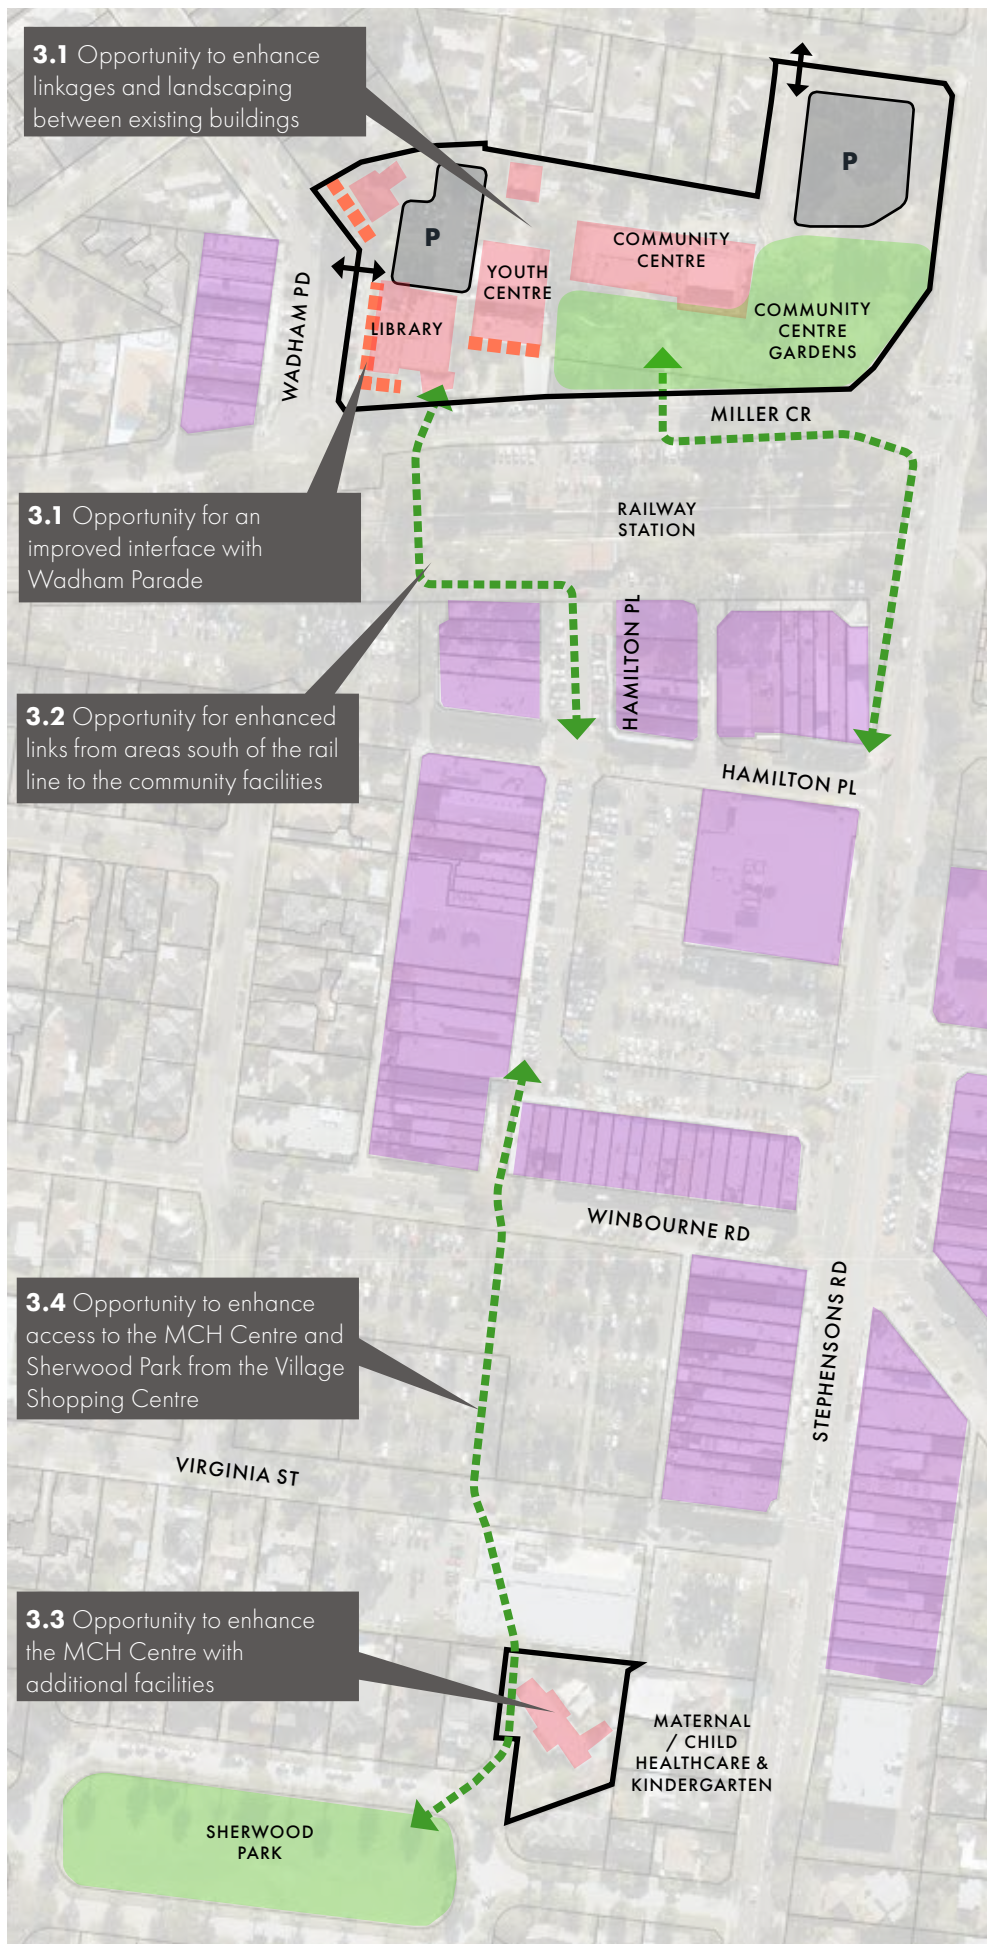 3.1 Opportunity to enhance
linkages and landscaping
between existing buildings
P
P
COMMUNITY
CENTRE
YOUTH
CENTRE
LIBRARY
COMMUNITY
CENTRE
GARDENS
WADHAM PD
MILLER CR
3.1 Opportunity for an
improved interface with
Wadham Parade
RAILWAY
STATION
HAMILTON PL
3.2 Opportunity for enhanced
links from areas south of the rail
line to the community facilities
HAMILTON PL
WINBOURNE RD
STEPHENSONS RD
3.4 Opportunity to enhance
access to the MCH Centre and
Sherwood Park from the Village
Shopping Centre
VIRGINIA ST
3.3 Opportunity to enhance
the MCH Centre with
additional facilities
MATERNAL
/ CHILD
HEALTHCARE &
KINDERGARTEN
SHERWOOD
PARK